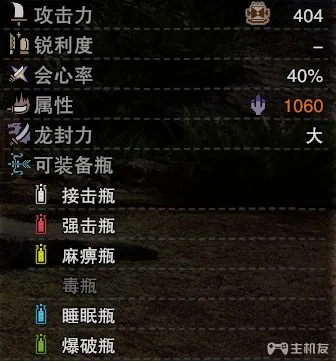 攻击力 404
锐利度 –
会心率 40%
属性 1060
龙封力 大
可装备瓶
接击瓶
强击瓶
麻痹瓶
毒瓶
睡眠瓶
爆破瓶
主机友